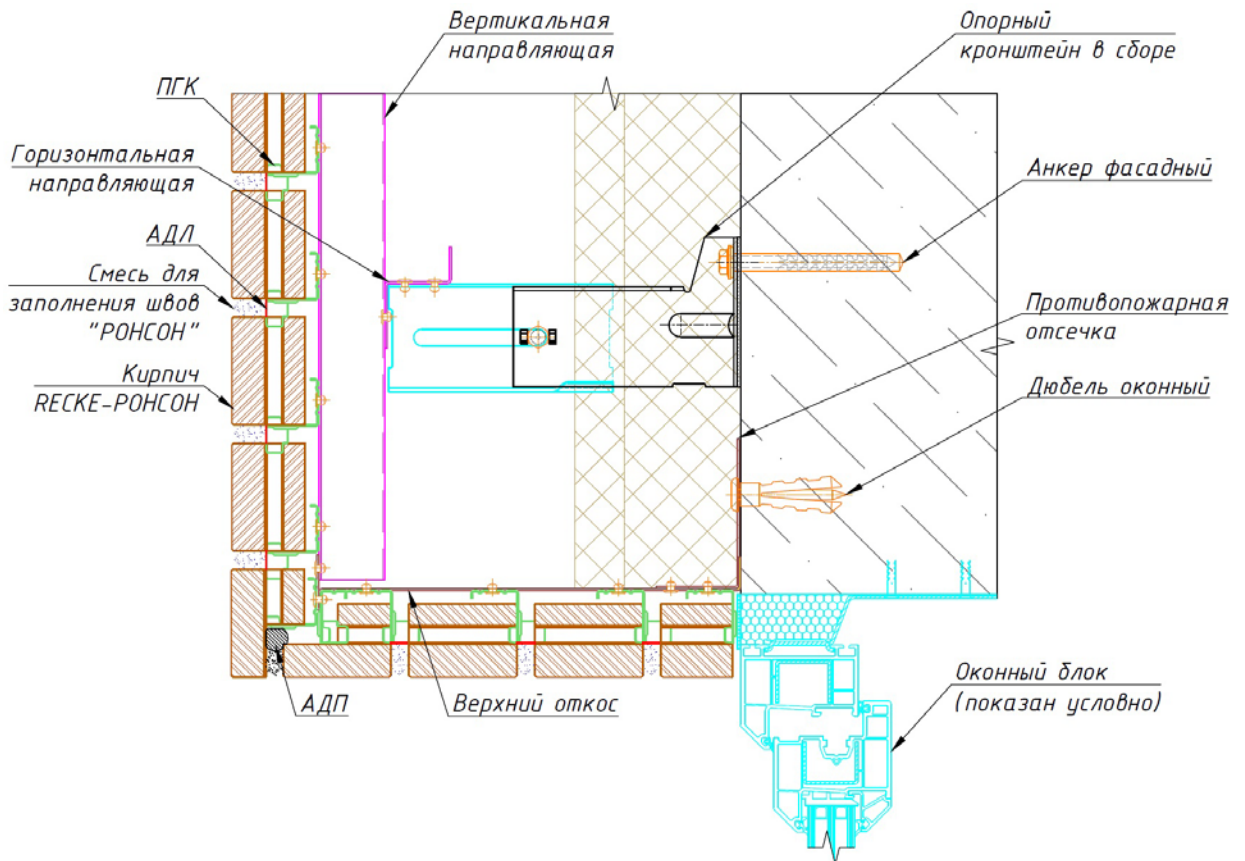 Вертикальная
направляющая
Опорный
кронштейн в сборе
ПГК
Горизонтальная
направляющая
Анкер фасадный
АДЛ
Смесь для
заполнения швов
"РОНСОН"
Противопожарная
отсечка
Кирпич
RECKE-РОНСОН
Дюбель оконный
АДП
Верхний откос
Оконный блок
(показан условно)